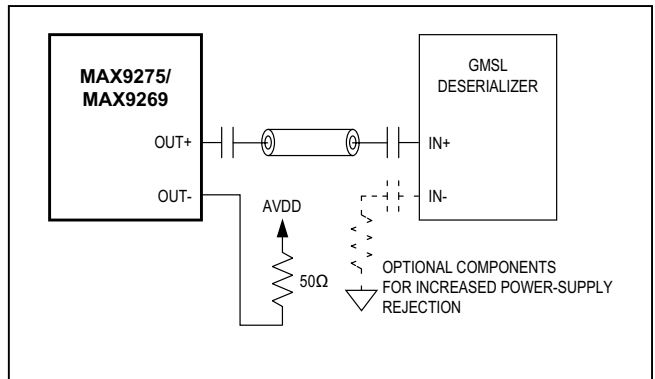 MAX9275/
MAX9269
GMSL
DESERIALIZER
OUT+
IN+
OUT-
IN-
AVDD
50Ω
OPTIONAL COMPONENTS
FOR INCREASED POWER-SUPPLY
REJECTION